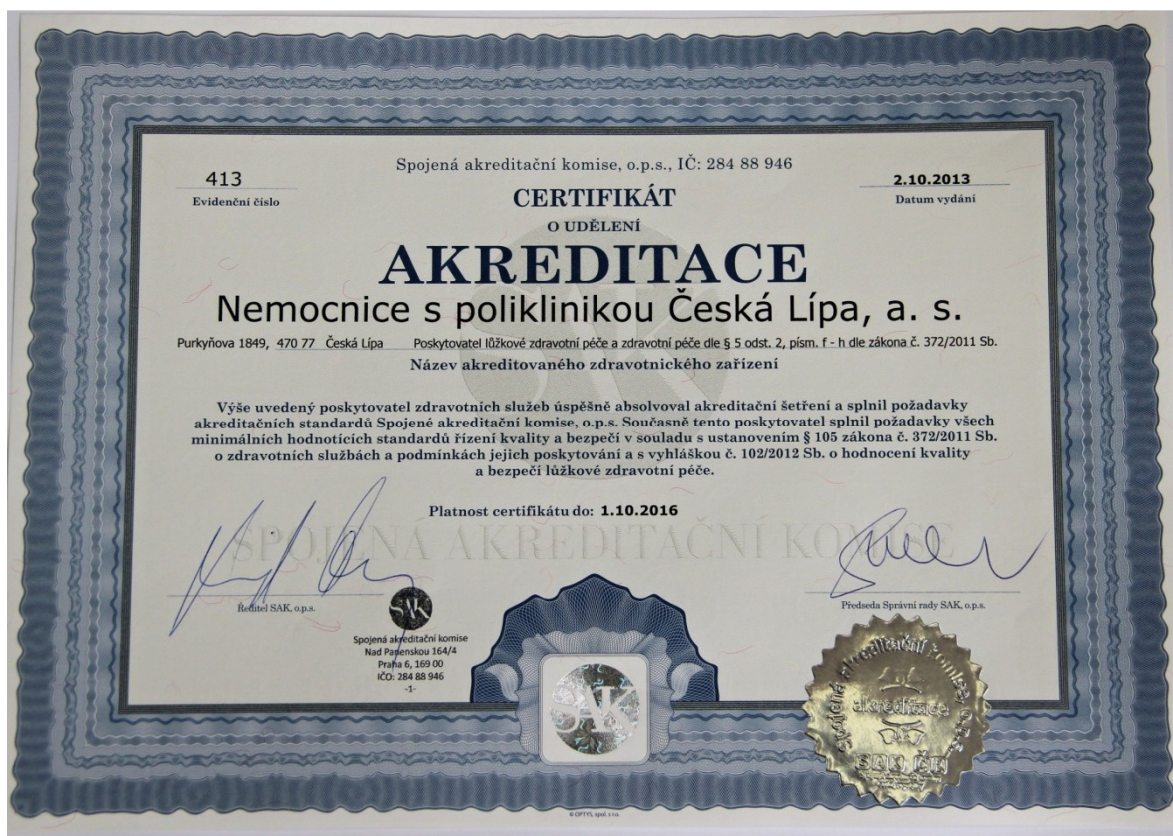 Spojená akreditační komise, o.p.s., IČ: 284 88 946
413
Evidenční číslo
2.10.2013
Datum vydání
CERTIFIKÁT
O UDĚLENÍ
AKREDITACE
Nemocnice s poliklinikou Česká Lípa, a. s.
Purkyňova 1849, 470 77 Česká Lípa Poskytovatel lůžkové zdravotní péče a zdravotní péče dle § 5 odst. 2, písm. f - h dle zákona č. 372/2011 Sb.
Název akreditovaného zdravotnického zařízení
Výše uvedený poskytovatel zdravotních služeb úspěšně absolvoval akreditační šetření a splnil požadavky
akreditačních standardů Spojené akreditační komise, o.p.s. Současně tento poskytovatel splnil požadavky všech
minimálních hodnotících standardů řízení kvality a bezpečí v souladu s ustanovením § 105 zákona č. 372/2011 Sb.
o zdravotních službách a podmínkách jejich poskytování a s vyhláškou č. 102/2012 Sb. o hodnocení kvality
a bezpečí lůžkové zdravotní péče.
Platnost certifikátu do: 1.10.2016
SPOJENÁ AKREDITAČNÍ KOMISE
Ředitel SAK, o.p.s.
Předseda Správní rady SAK, o.p.s.
SAK
Spojená akreditační komise
Nad Papenskou 164/4
Praha 6, 169 00
IČO: 284 88 946
-1-
SAK
Spojená akreditační komise, o.p.s.
akreditace
SAK ČR
© OPTYS, spol. s r.o.